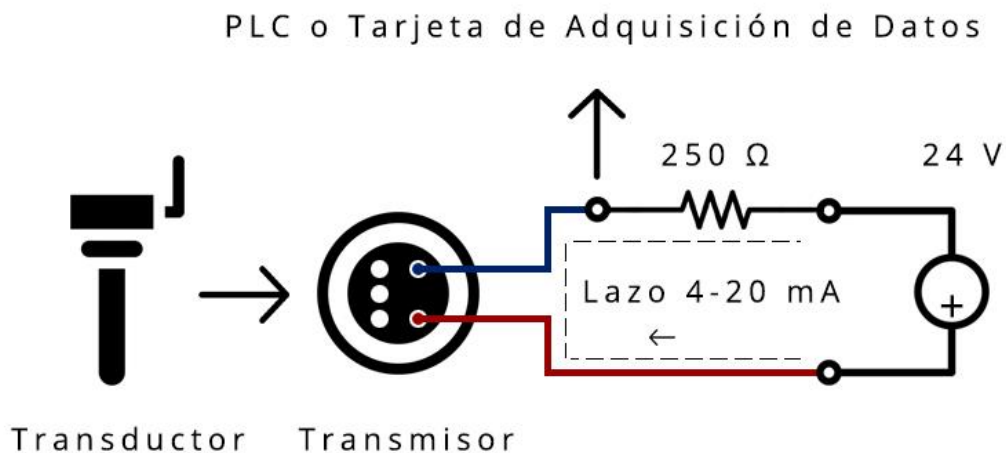 PLC o Tarjeta de Adquisición de Datos
250 Ω
24 V
Lazo 4-20 mA
Transductor
Transmisor